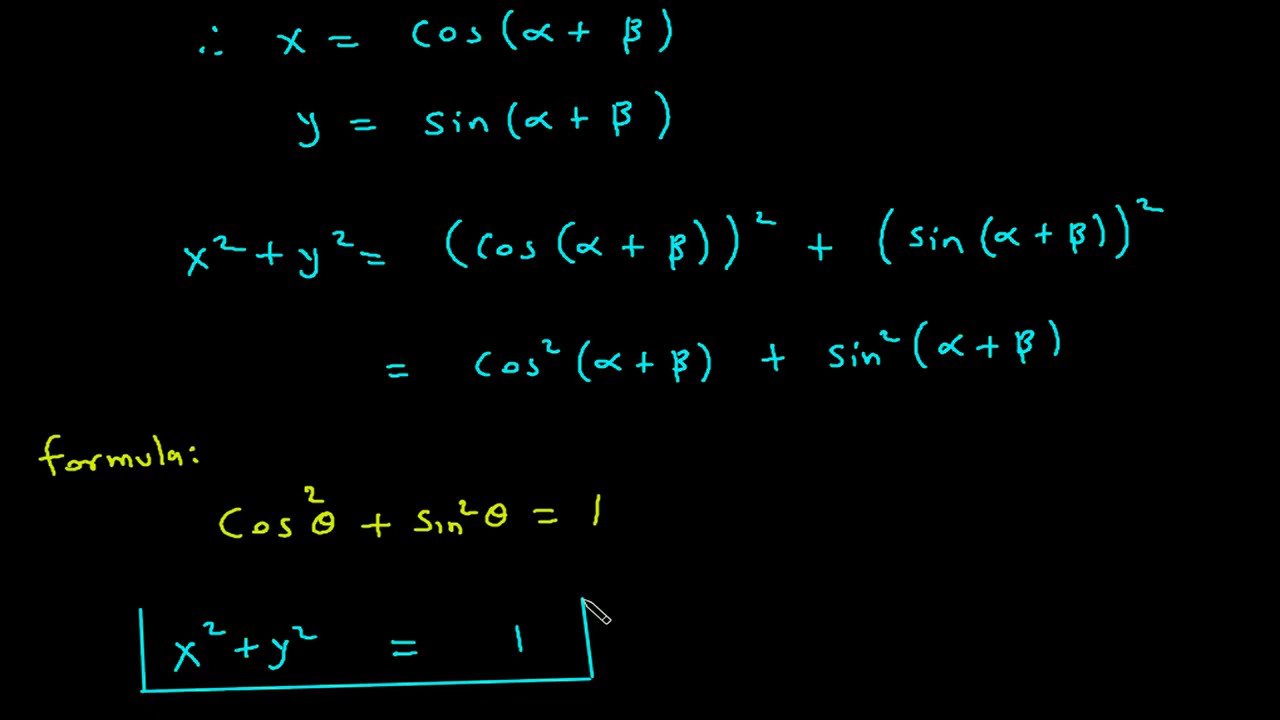 ∴ x = cos(α + β)
y = sin(α + β)
x² + y² = (cos(α + β))² + (sin(α + β))²
= cos²(α + β) + sin²(α + β)
formula:
cos²θ + sin²θ = 1
x² + y² = 1